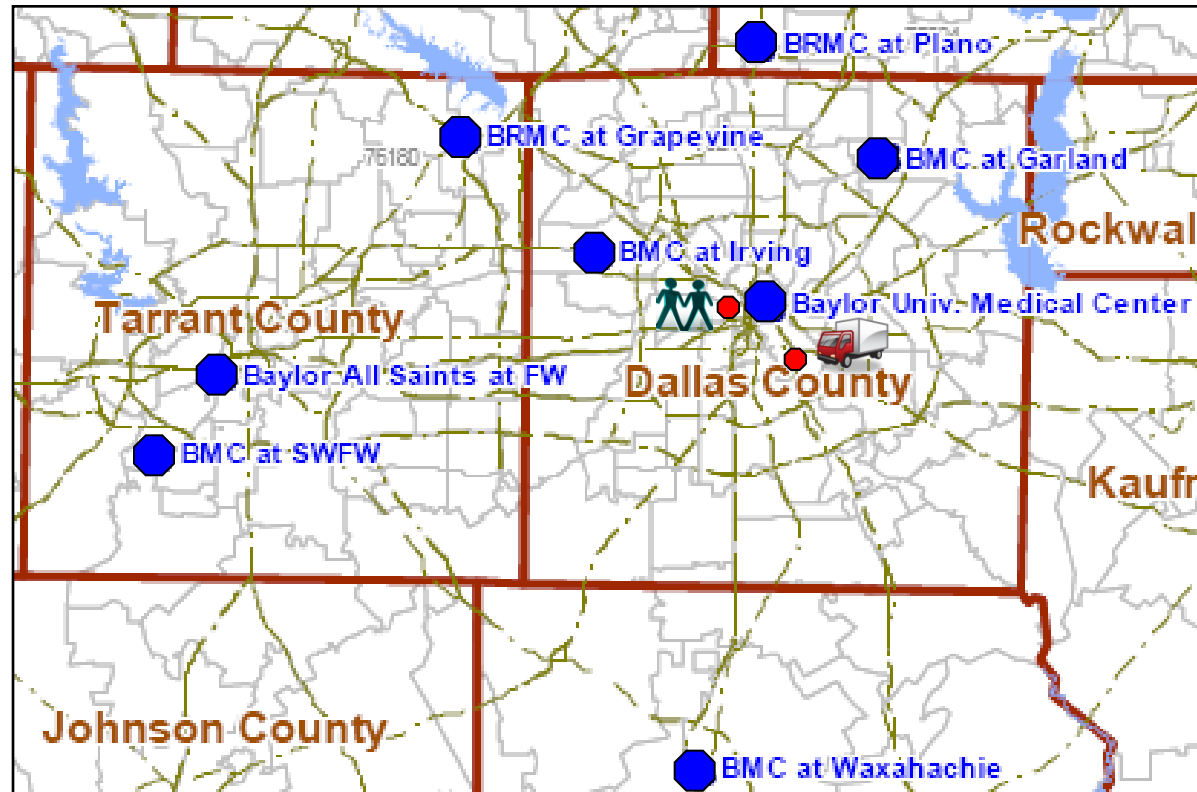 BRMC at Plano
BRMC at Grapevine
76180
BMC at Garland
Rockwal
BMC at Irving
Baylor Univ. Medical Center
Tarrant County
Baylor All Saints at FW
Dallas County
BMC at SWFW
Kaufr
Johnson County
BMC at Waxahachie